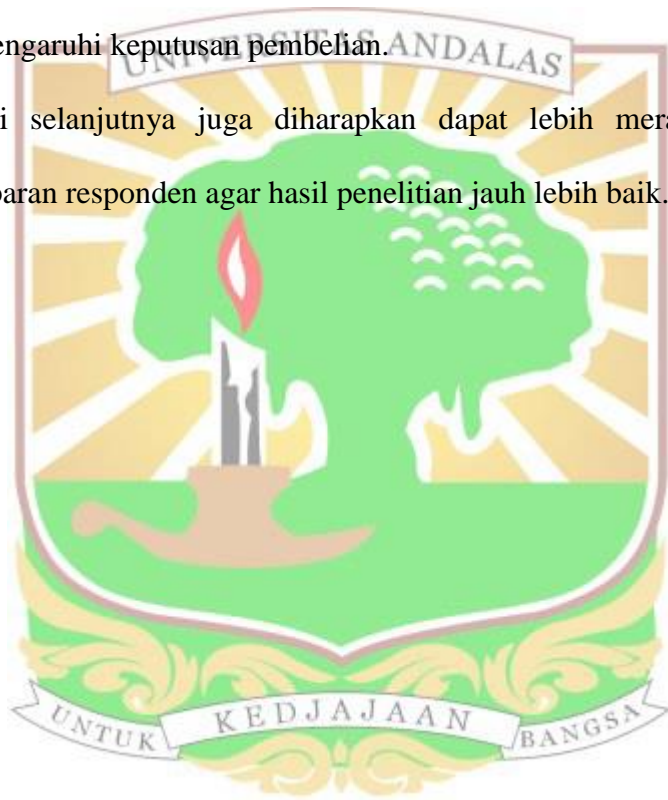 engaruhi keputusan pembelian.
UNIVERSITAS ANDALAS
i selanjutnya juga diharapkan dapat lebih mera
baran responden agar hasil penelitian jauh lebih baik.
UNTUK KEDJAJAAN BANGSA